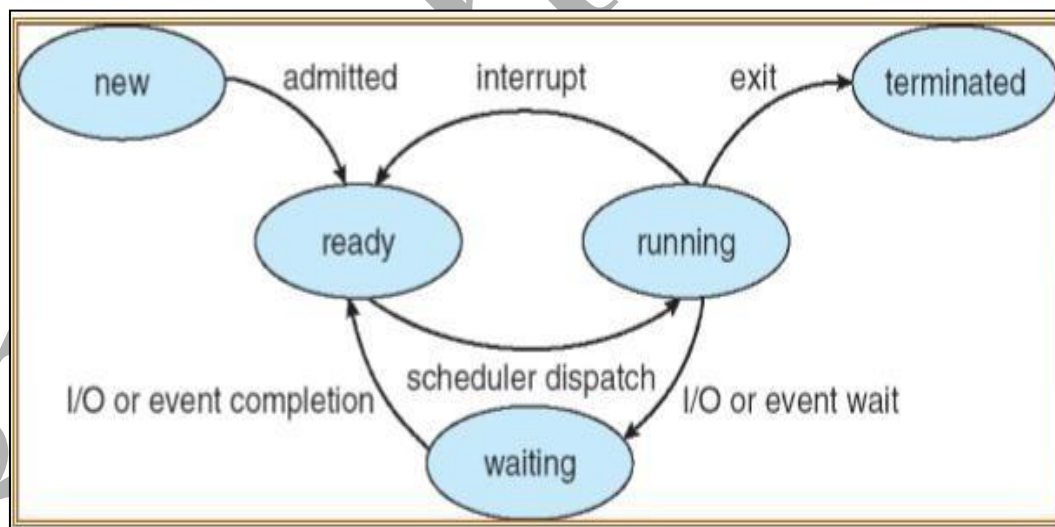 new
admitted
interrupt
exit
terminated
ready
running
scheduler dispatch
I/O or event completion
I/O or event wait
waiting